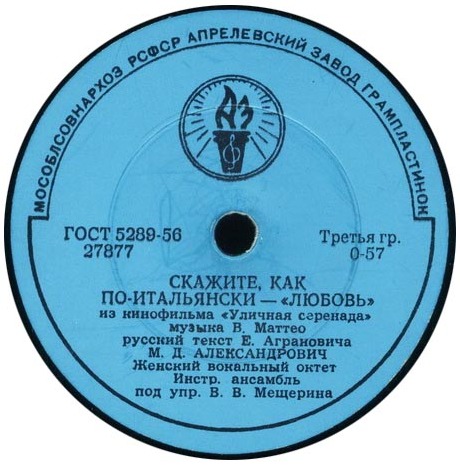 МОСОБЛСОВНАРХОЗ РСФСР АПРЕЛЕВСКИЙ ЗАВОД ГРАМПЛАСТИНОК
АЗ
ГОСТ 5289-56
27877
Третья гр.
0-57
СКАЖИТЕ, КАК
ПО-ИТАЛЬЯНСКИ — «ЛЮБОВЬ»
из кинофильма «Уличная серенада»
музыка В. Маттео
русский текст Е. Аграновича
М. Д. АЛЕКСАНДРОВИЧ
Женский вокальный октет
Инстр. ансамбль
под упр. В. В. Мещерина